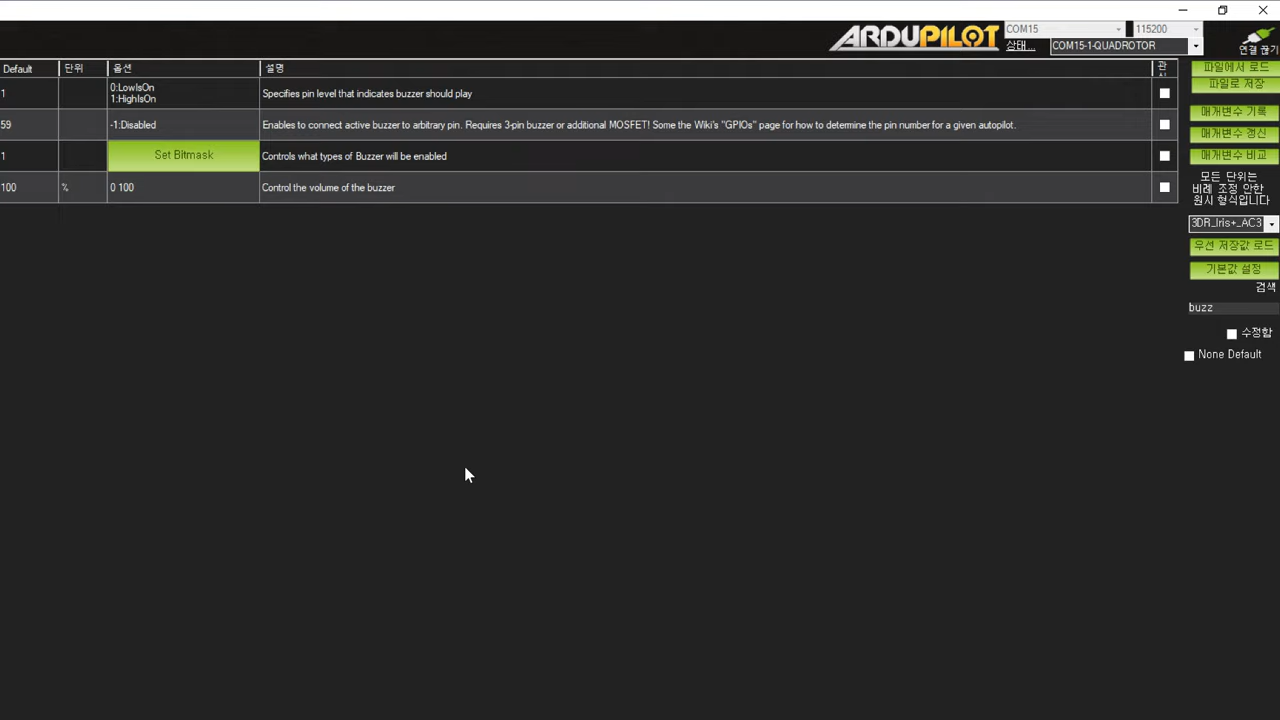 ARDUPILOT
COM15
115200
상태...
COM15-1-QUADROTOR
연결 끊기
Default 단위 옵션 설명 관심
1 0:LowIsOn
1:HighIsOn
Specifies pin level that indicates buzzer should play
59 -1:Disabled Enables to connect active buzzer to arbitrary pin. Requires 3-pin buzzer or additional MOSFET! Some the Wiki's "GPIOs" page for how to determine the pin number for a given autopilot.
1 Set Bitmask Controls what types of Buzzer will be enabled
100 % 0 100 Control the volume of the buzzer
파일에서 로드
파일로 저장
매개변수 기록
매개변수 갱신
매개변수 비교
모든 단위는
비례 조정 안한
원시 형식입니다
3DR_Iris+_AC3
우선 저장값 로드
기본값 설정
검색
buzz
수정함
None Default